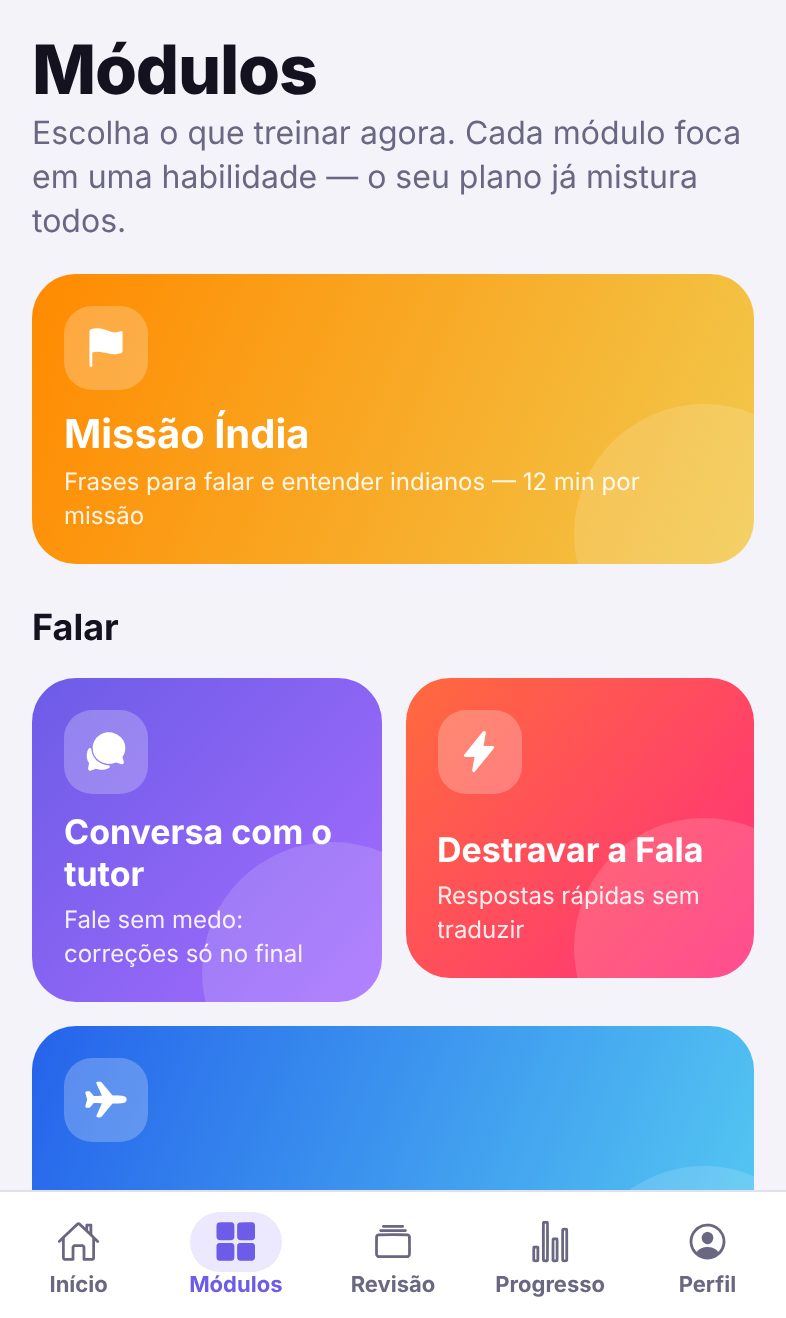 Módulos
Escolha o que treinar agora. Cada módulo foca
em uma habilidade — o seu plano já mistura
todos.
Missão Índia
Frases para falar e entender indianos — 12 min por
missão
Falar
Conversa com o
tutor
Fale sem medo:
correções só no final
Destravar a Fala
Respostas rápidas sem
traduzir
Início
Módulos
Revisão
Progresso
Perfil